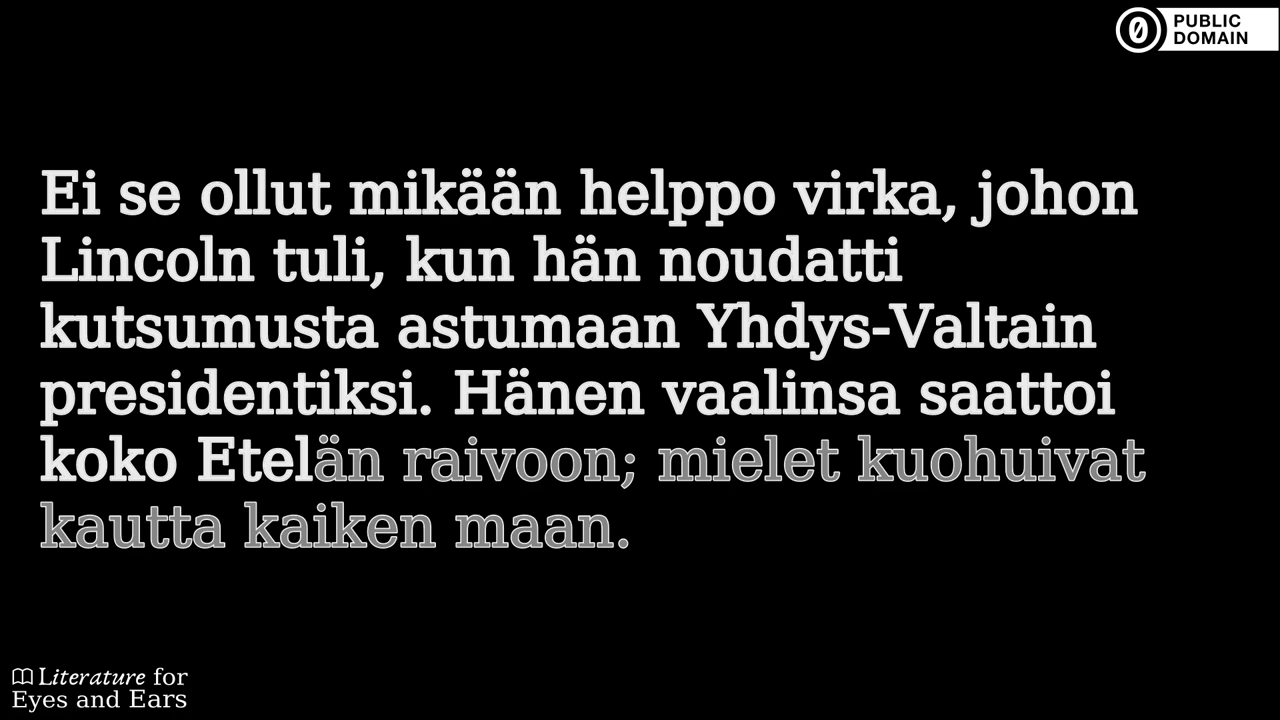 PUBLIC
DOMAIN
Ei se ollut mikään helppo virka, johon
Lincoln tuli, kun hän noudatti
kutsumusta astumaan Yhdys-Valtain
presidentiksi. Hänen vaalinsa saattoi
koko Etelän raivoon; mielet kuohuivat
kautta kaiken maan.
Literature for
Eyes and Ears